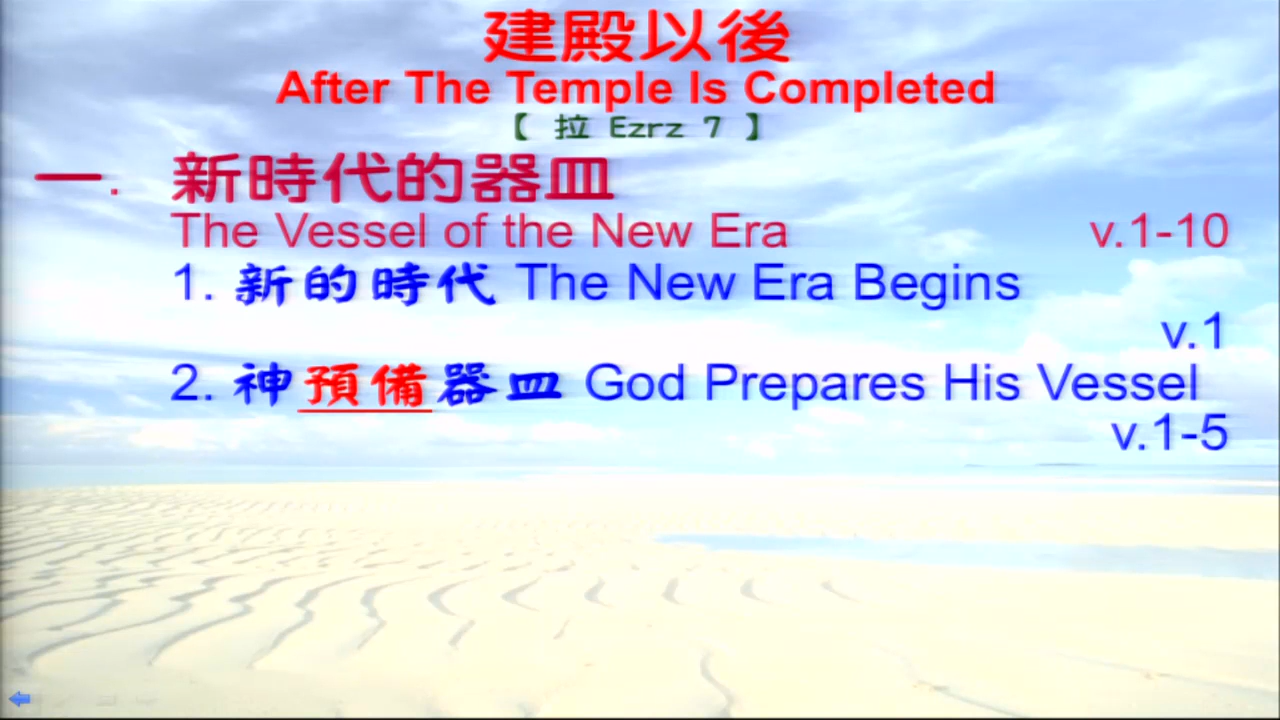 建殿以後
After The Temple Is Completed
【 拉 Ezrz 7 】
一. 新時代的器皿
The Vessel of the New Era v.1-10
1. 新的時代 The New Era Begins
v.1
2. 神預備器皿 God Prepares His Vessel
v.1-5